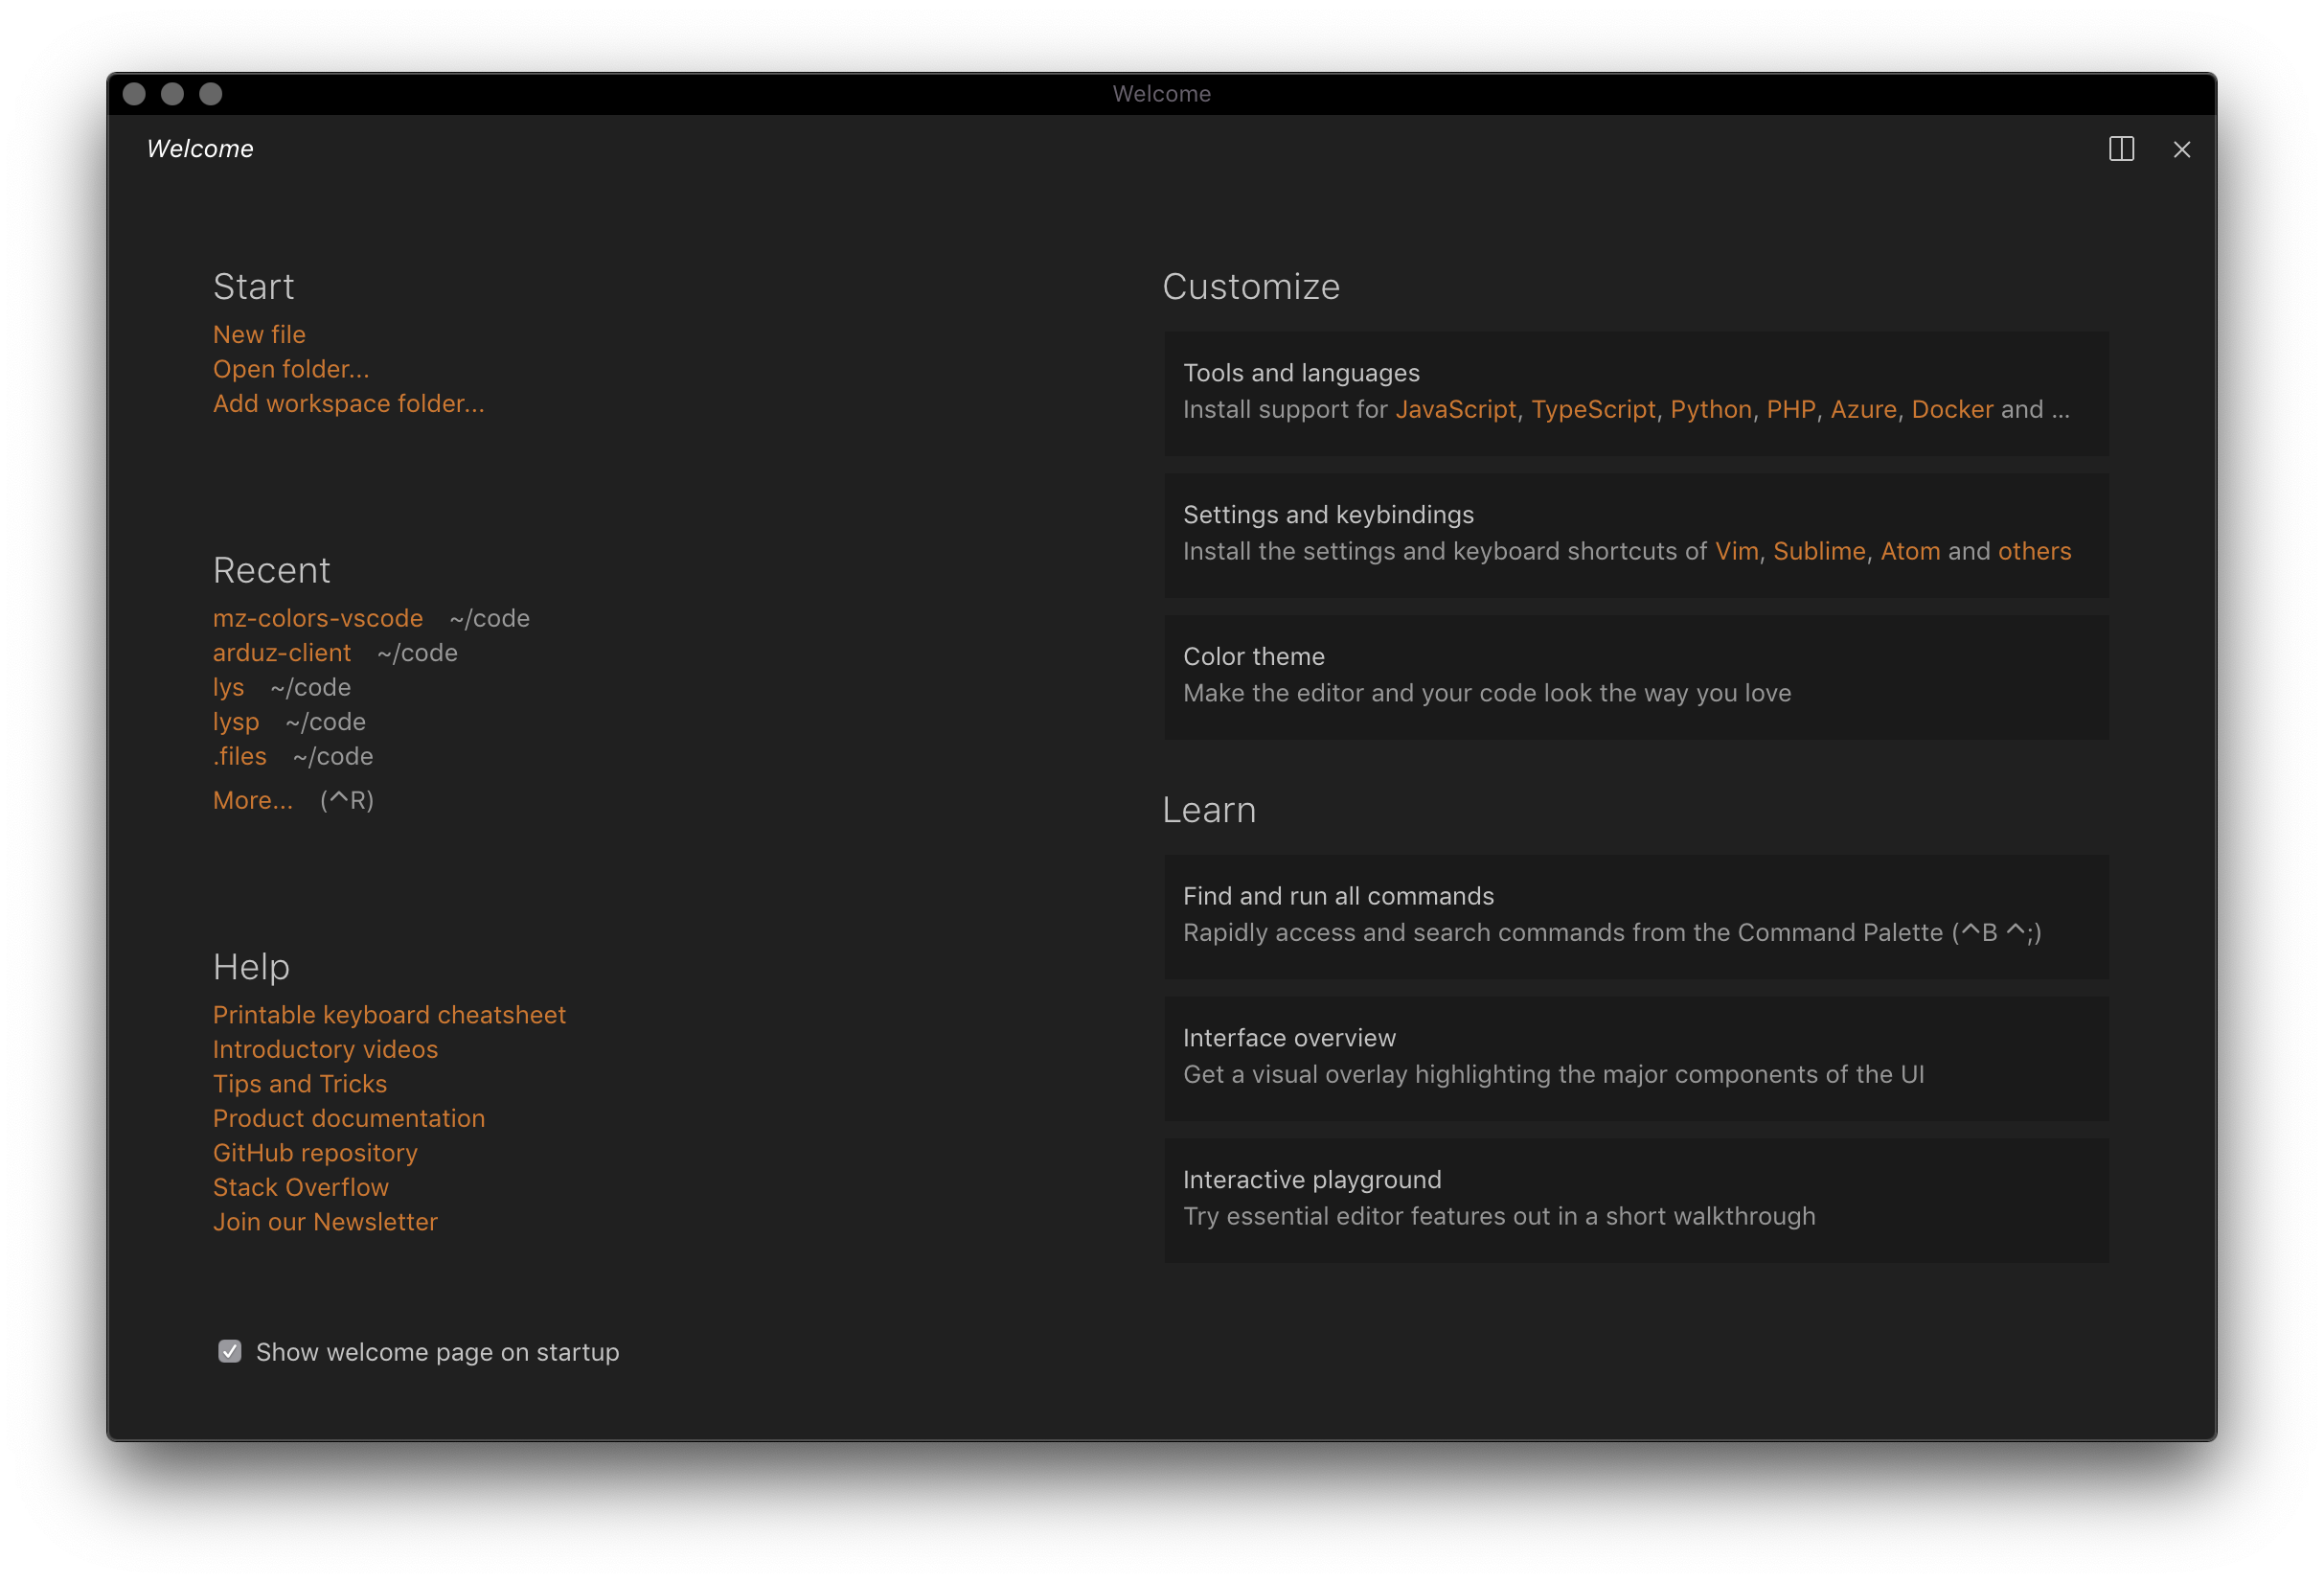 Welcome
Welcome
Start
New file
Open folder...
Add workspace folder...
Recent
mz-colors-vscode ~/code
arduz-client ~/code
lys ~/code
lysp ~/code
.files ~/code
More... (^R)
Help
Printable keyboard cheatsheet
Introductory videos
Tips and Tricks
Product documentation
GitHub repository
Stack Overflow
Join our Newsletter
Show welcome page on startup
Customize
Tools and languages
Install support for JavaScript, TypeScript, Python, PHP, Azure, Docker and ...
Settings and keybindings
Install the settings and keyboard shortcuts of Vim, Sublime, Atom and others
Color theme
Make the editor and your code look the way you love
Learn
Find and run all commands
Rapidly access and search commands from the Command Palette (^B ^;)
Interface overview
Get a visual overlay highlighting the major components of the UI
Interactive playground
Try essential editor features out in a short walkthrough